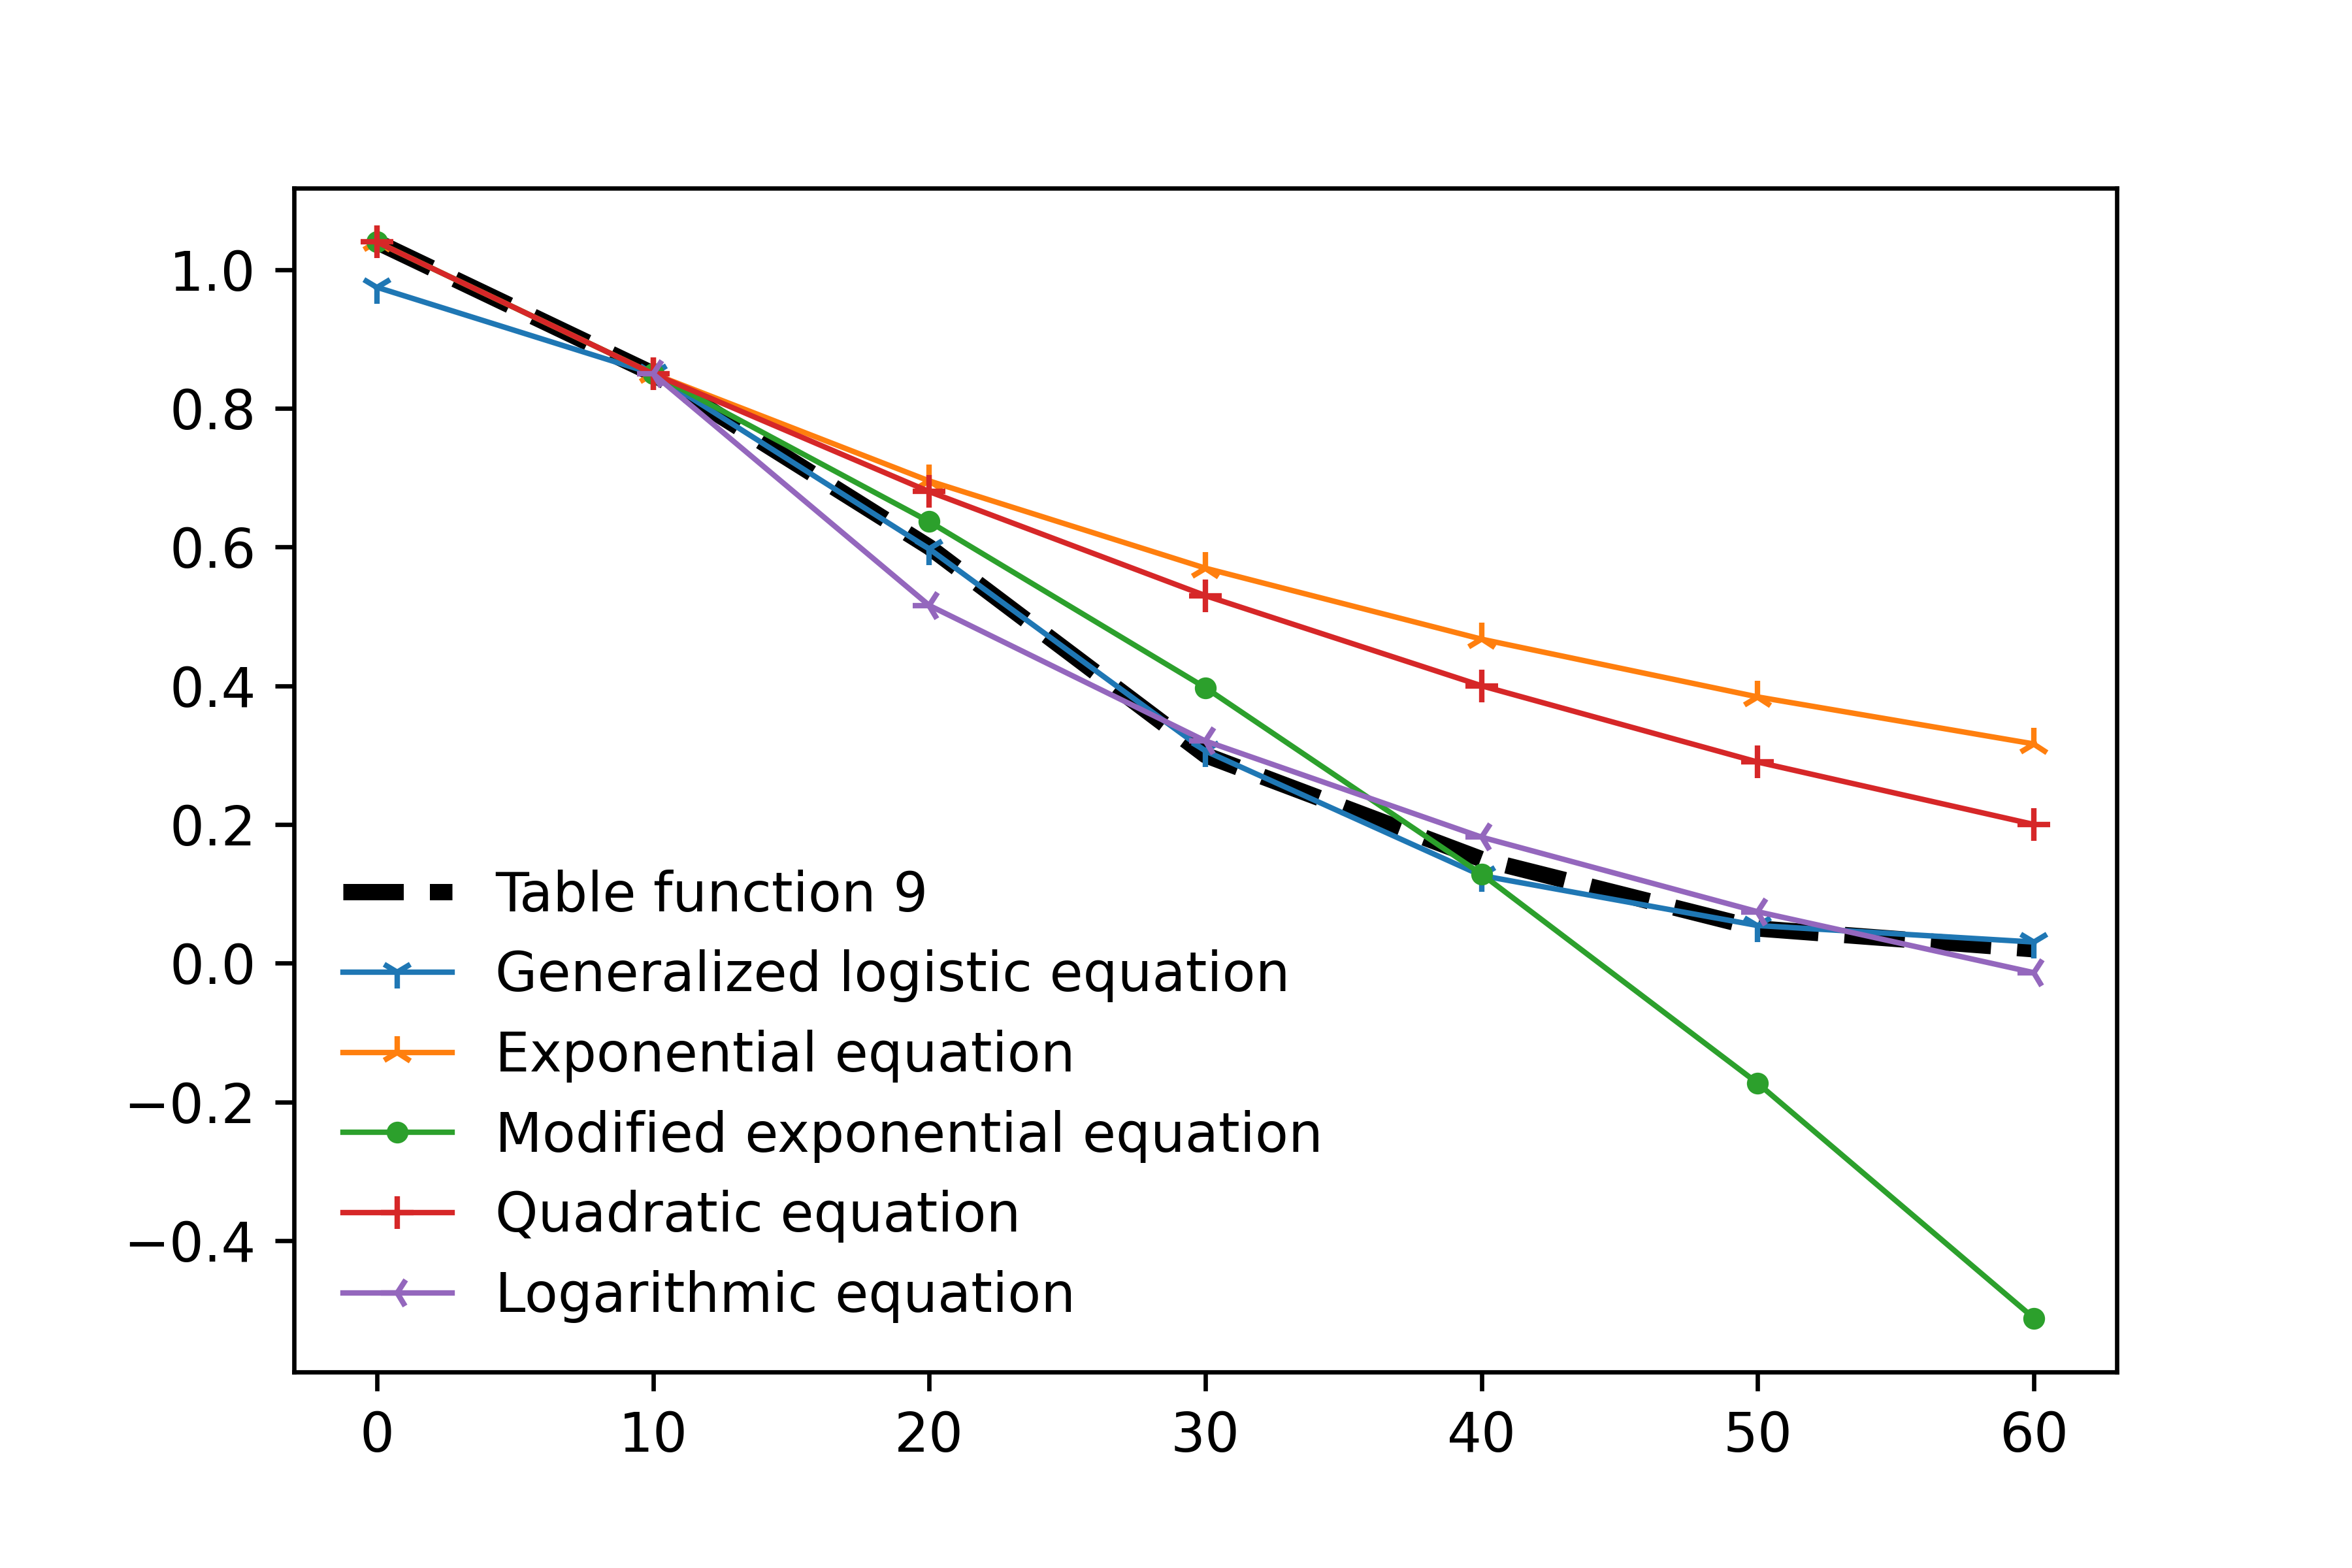 1.0
0.8
0.6
0.4
0.2
0.0
−0.2
−0.4
Table function 9
Generalized logistic equation
Exponential equation
Modified exponential equation
Quadratic equation
Logarithmic equation
0 10 20 30 40 50 60